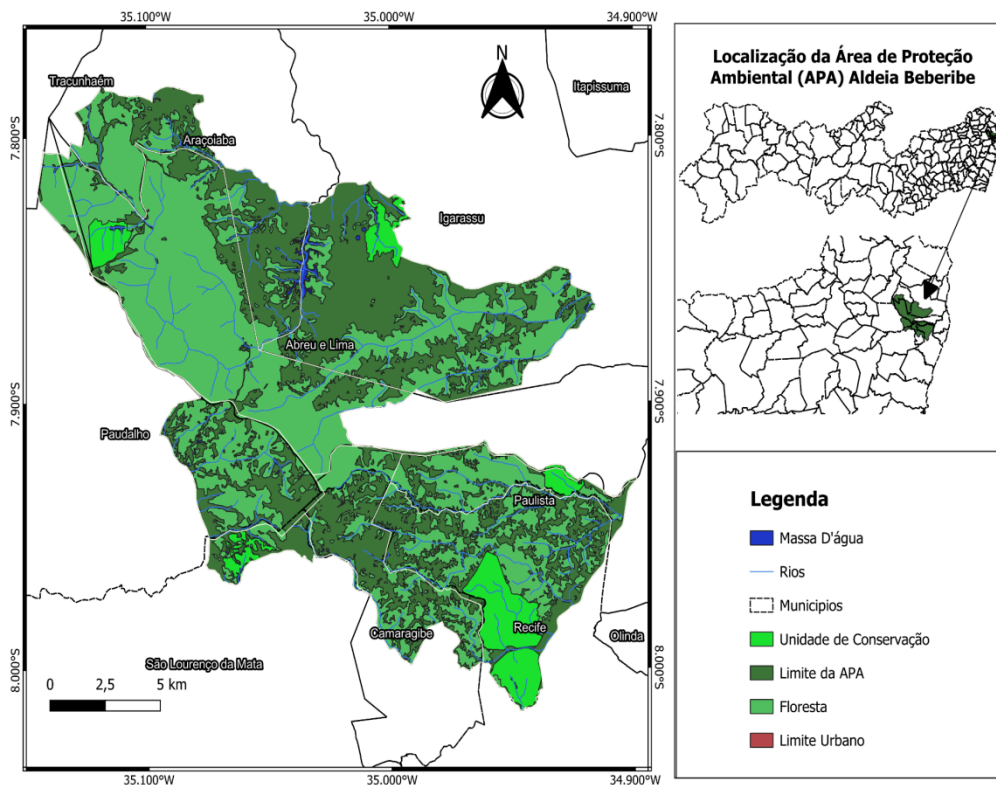 35.100°W
35.000°W
34.900°W
7.800°S
7.900°S
8.000°S
7.800°S
7.900°S
8.000°S
35.100°W
35.000°W
34.900°W
N
Tracunhaém
Itapissuma
Araçoiaba
Igarassu
Abreu e Lima
Paudalho
Paulista
Recife
Camaragibe
Olinda
São Lourenço da Mata
0 2,5 5 km
Localização da Área de Proteção
Ambiental (APA) Aldeia Beberibe
Legenda
Massa D'água
Rios
Municipios
Unidade de Conservação
Limite da APA
Floresta
Limite Urbano